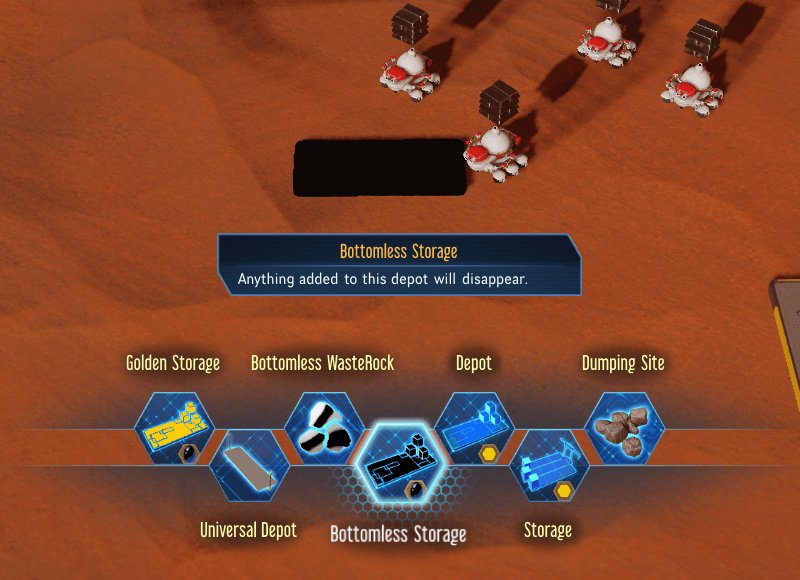 Bottomless Storage
Anything added to this depot will disappear.
Golden Storage
Bottomless WasteRock
Depot
Dumping Site
Universal Depot
Bottomless Storage
Storage